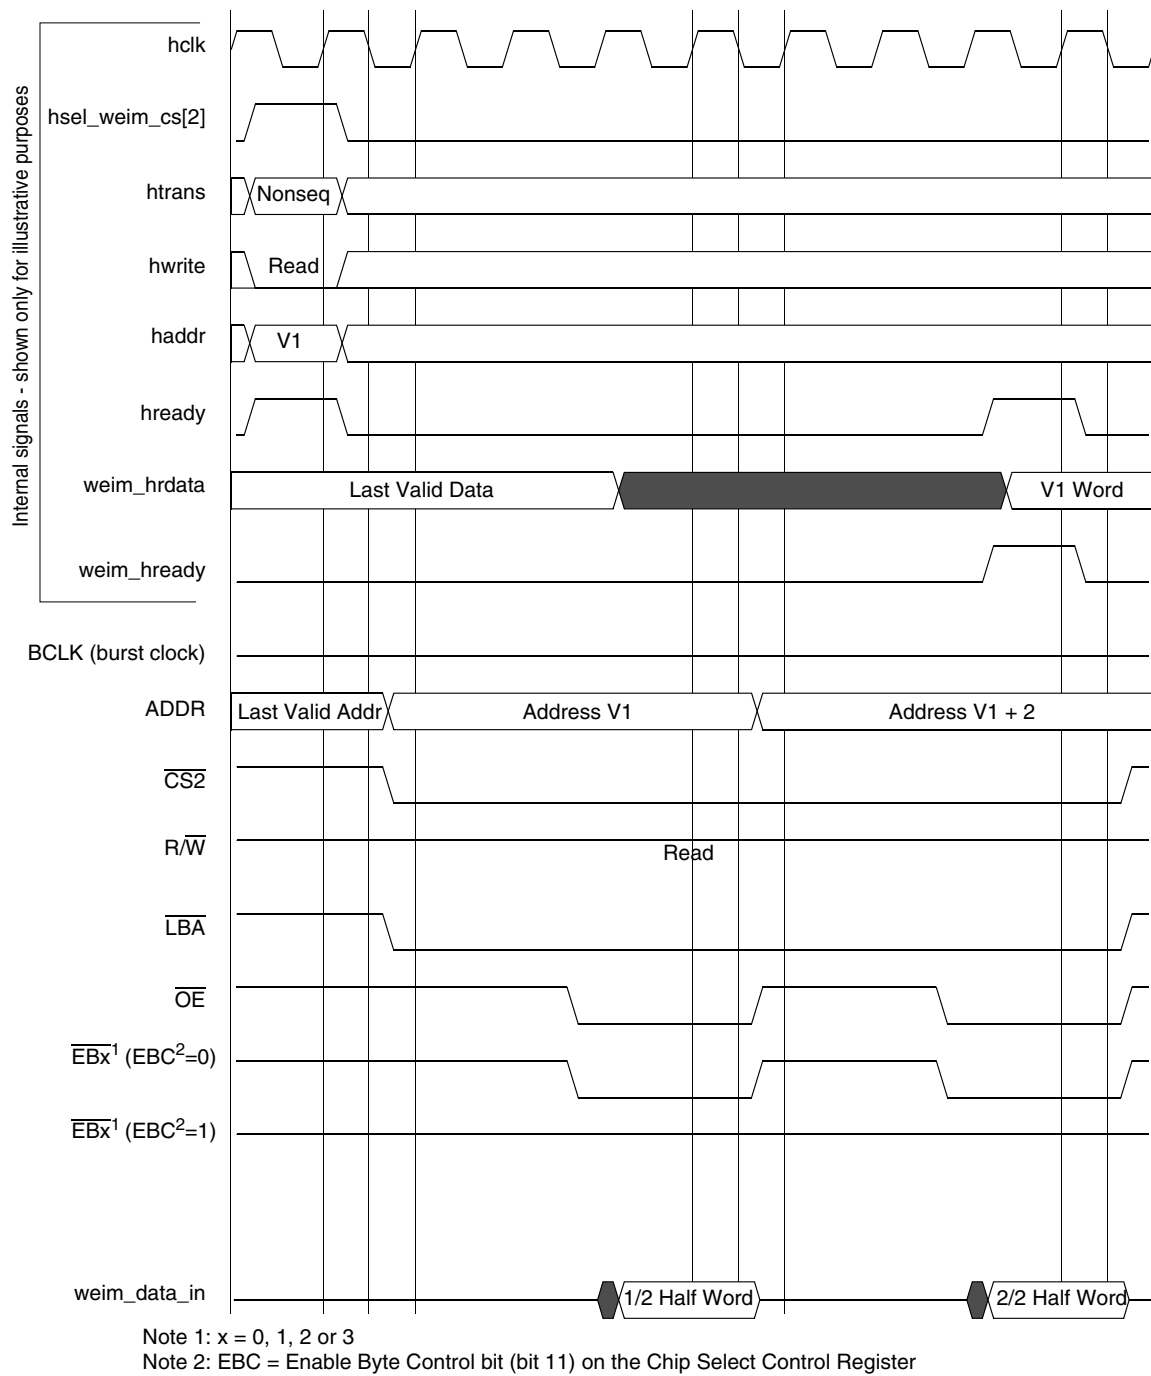 Internal signals - shown only for illustrative purposes
hclk
hsel_weim_cs[2]
htrans
Nonseq
hwrite
Read
haddr
V1
hready
weim_hrdata
Last Valid Data
V1 Word
weim_hready
BCLK (burst clock)
ADDR
Last Valid Addr
Address V1
Address V1 + 2
CS2
R/W
Read
LBA
OE
EBx1 (EBC2=0)
EBx1 (EBC2=1)
weim_data_in
1/2 Half Word
2/2 Half Word
Note 1: x = 0, 1, 2 or 3
Note 2: EBC = Enable Byte Control bit (bit 11) on the Chip Select Control Register